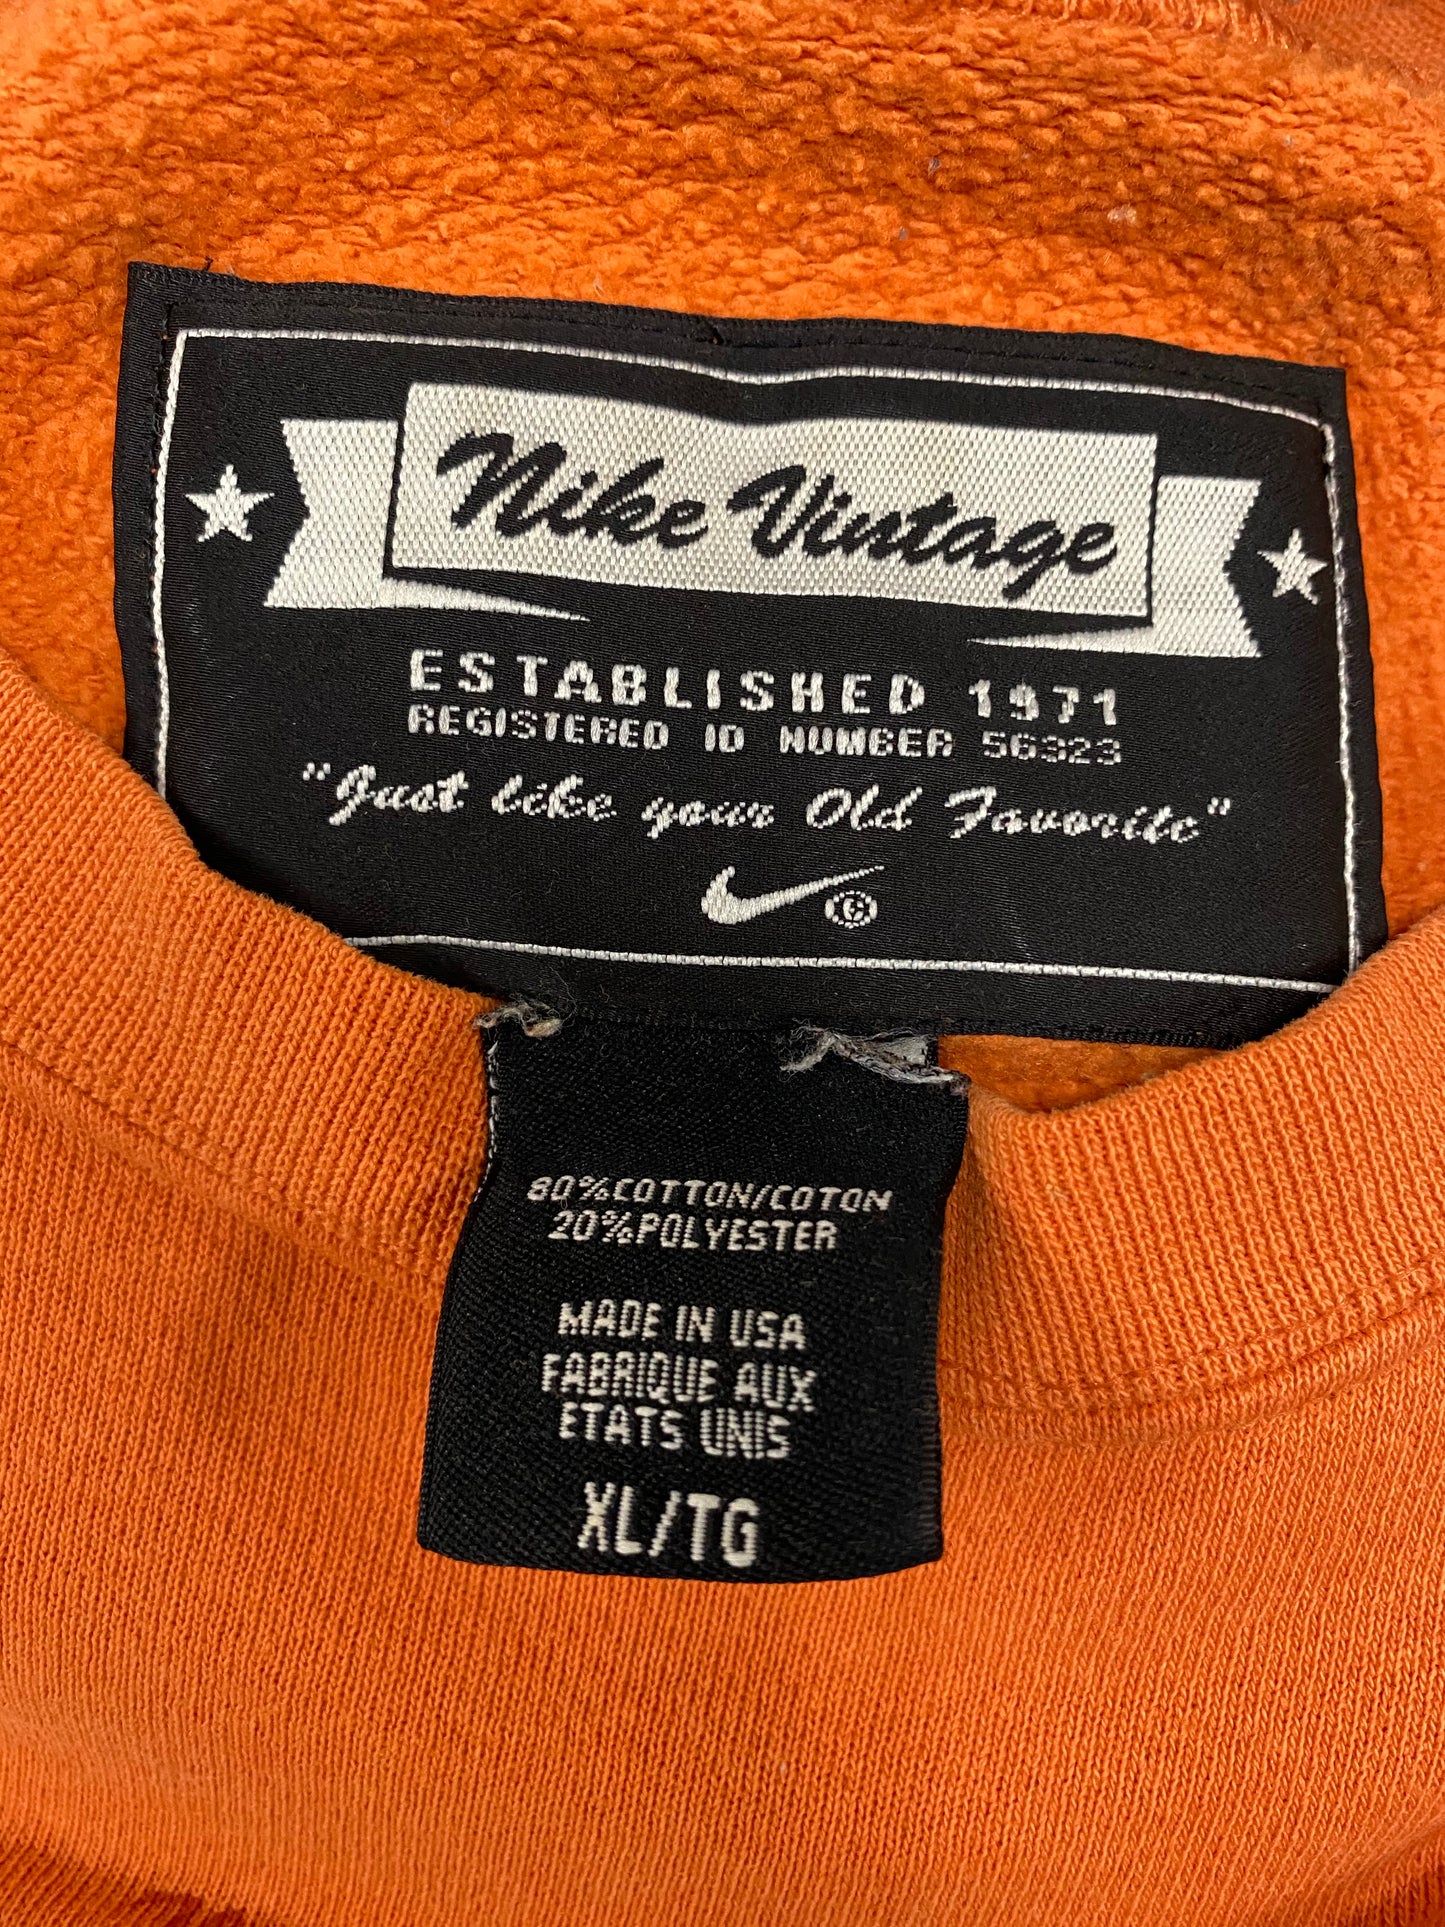 Nike Vintage
ESTABLISHED 1971
REGISTERED ID NUMBER 56323
"Just like your Old Favorite"
©
80%COTTON/COTON
20%POLYESTER
MADE IN USA
FABRIQUE AUX
ETATS UNIS
XL/TG